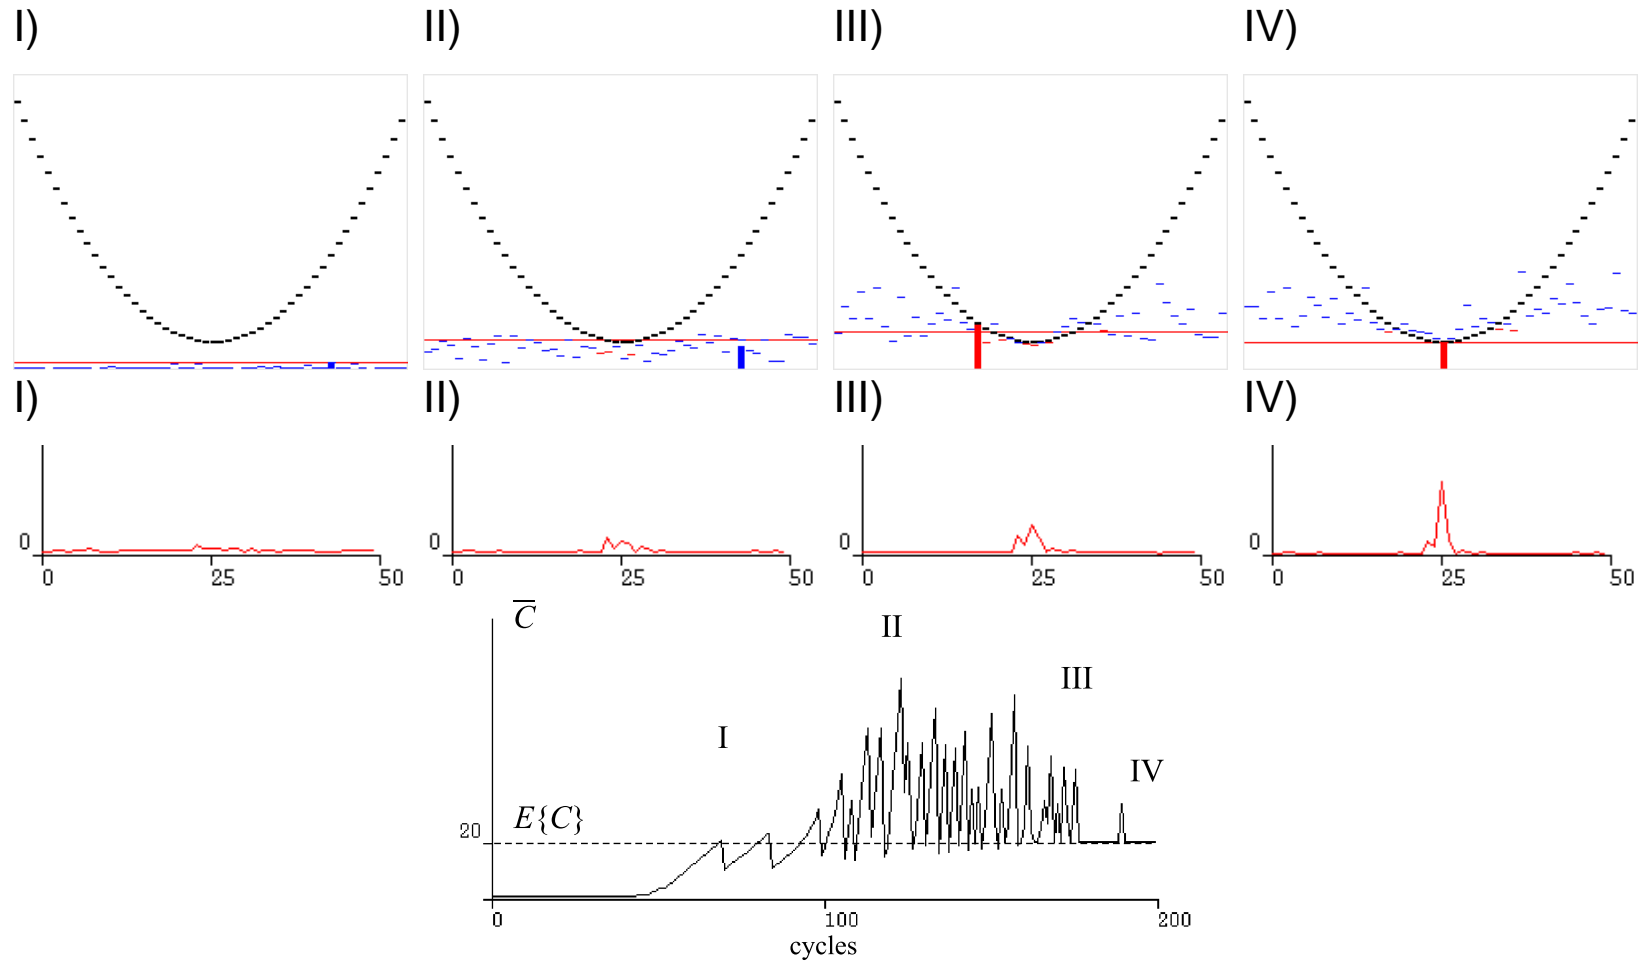 I) II) III) IV)
I) II) III) IV)
0 0 0 0
0 25 50 0 25 50 0 25 50 0 25 50
C̅
II
III
I
IV
E{C}
20
0 100 200
cycles